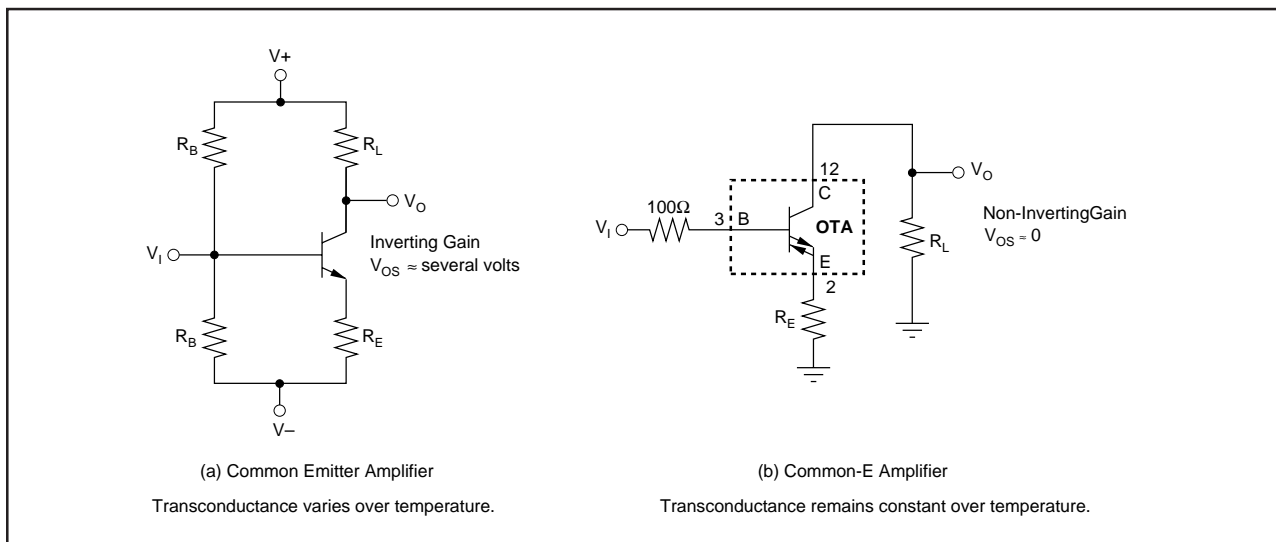 V+
R_B
R_L
V_O
V_I
Inverting Gain
V_OS ≈ several volts
R_B
R_E
V–
(a) Common Emitter Amplifier
Transconductance varies over temperature.
12
C
V_O
100Ω
3
B
V_I
OTA
Non-InvertingGain
V_OS ≈ 0
R_L
E
2
R_E
(b) Common-E Amplifier
Transconductance remains constant over temperature.